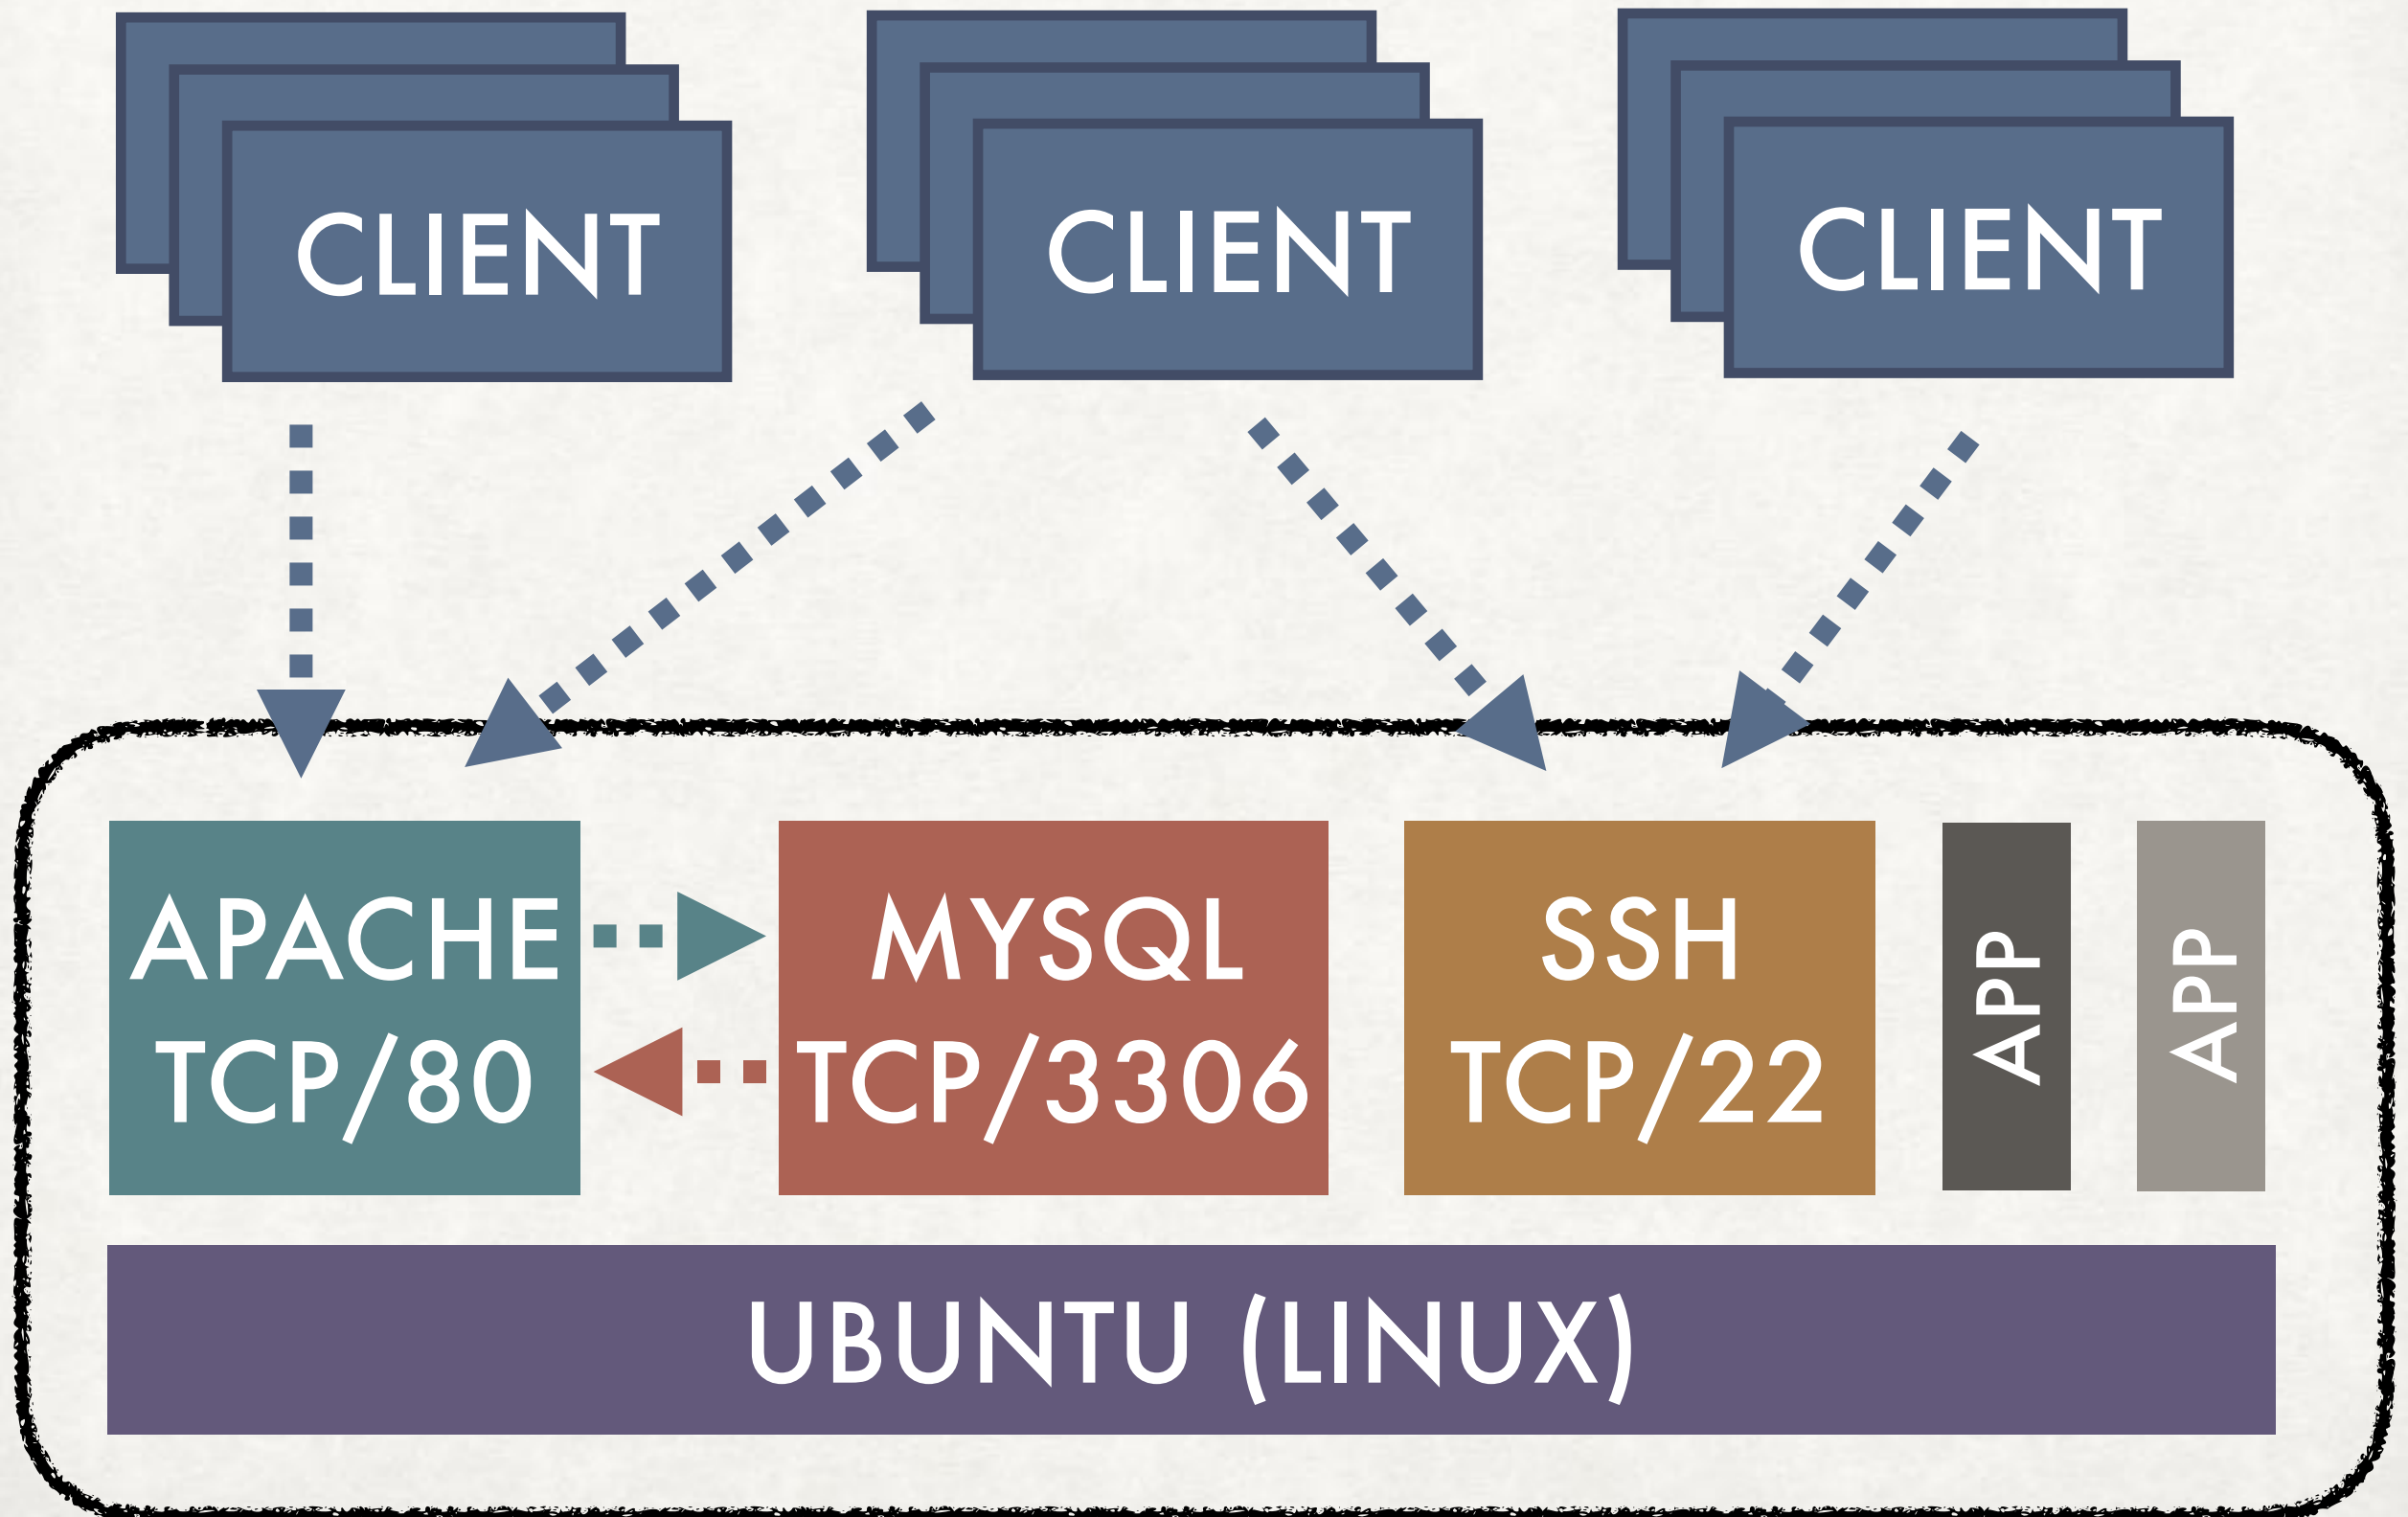 CLIENT
CLIENT
CLIENT
APACHE
TCP/80
MYSQL
TCP/3306
SSH
TCP/22
APP
APP
UBUNTU (LINUX)